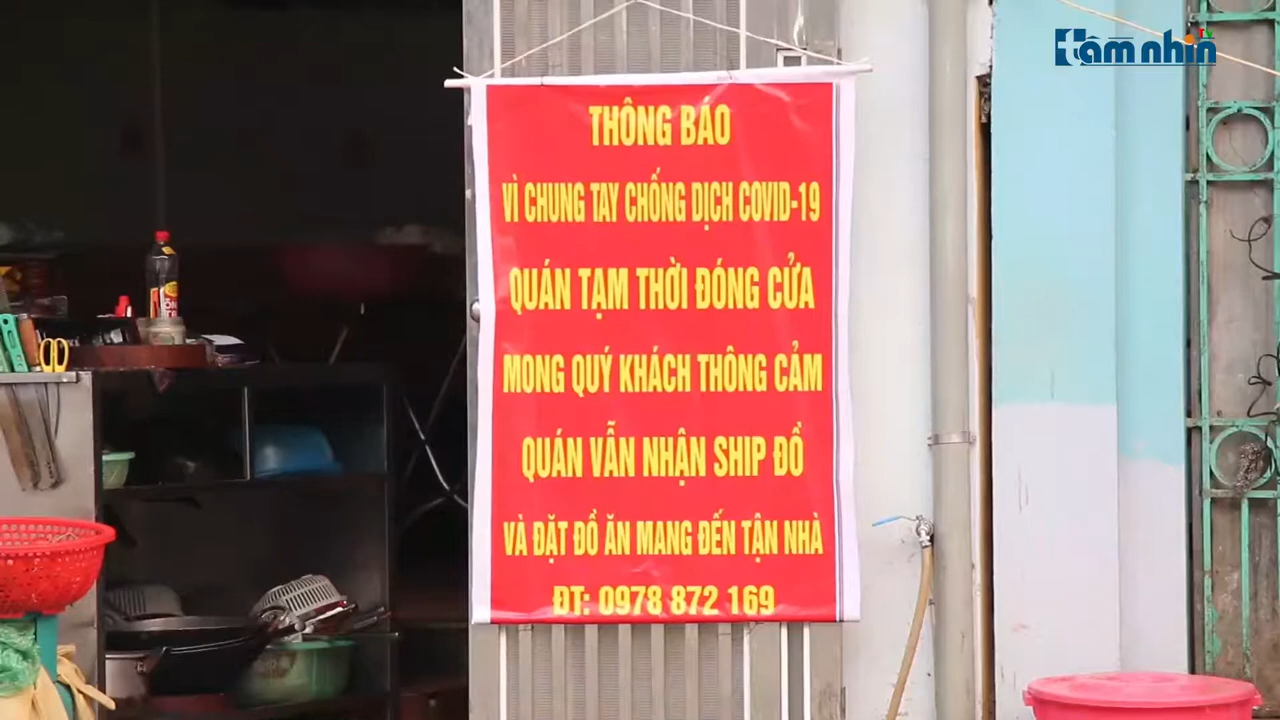 tâm nhìn
THÔNG BÁO
VÌ CHUNG TAY CHỐNG DỊCH COVID-19
QUÁN TẠM THỜI ĐÓNG CỬA
MONG QUÝ KHÁCH THÔNG CẢM
QUÁN VẪN NHẬN SHIP ĐỒ
VÀ ĐẶT ĐỒ ĂN MANG ĐẾN TẬN NHÀ
ĐT: 0978 872 169